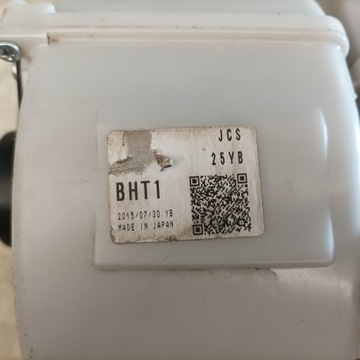 JCS
25YB
BHT1
2015/07/30 YB
MADE IN JAPAN